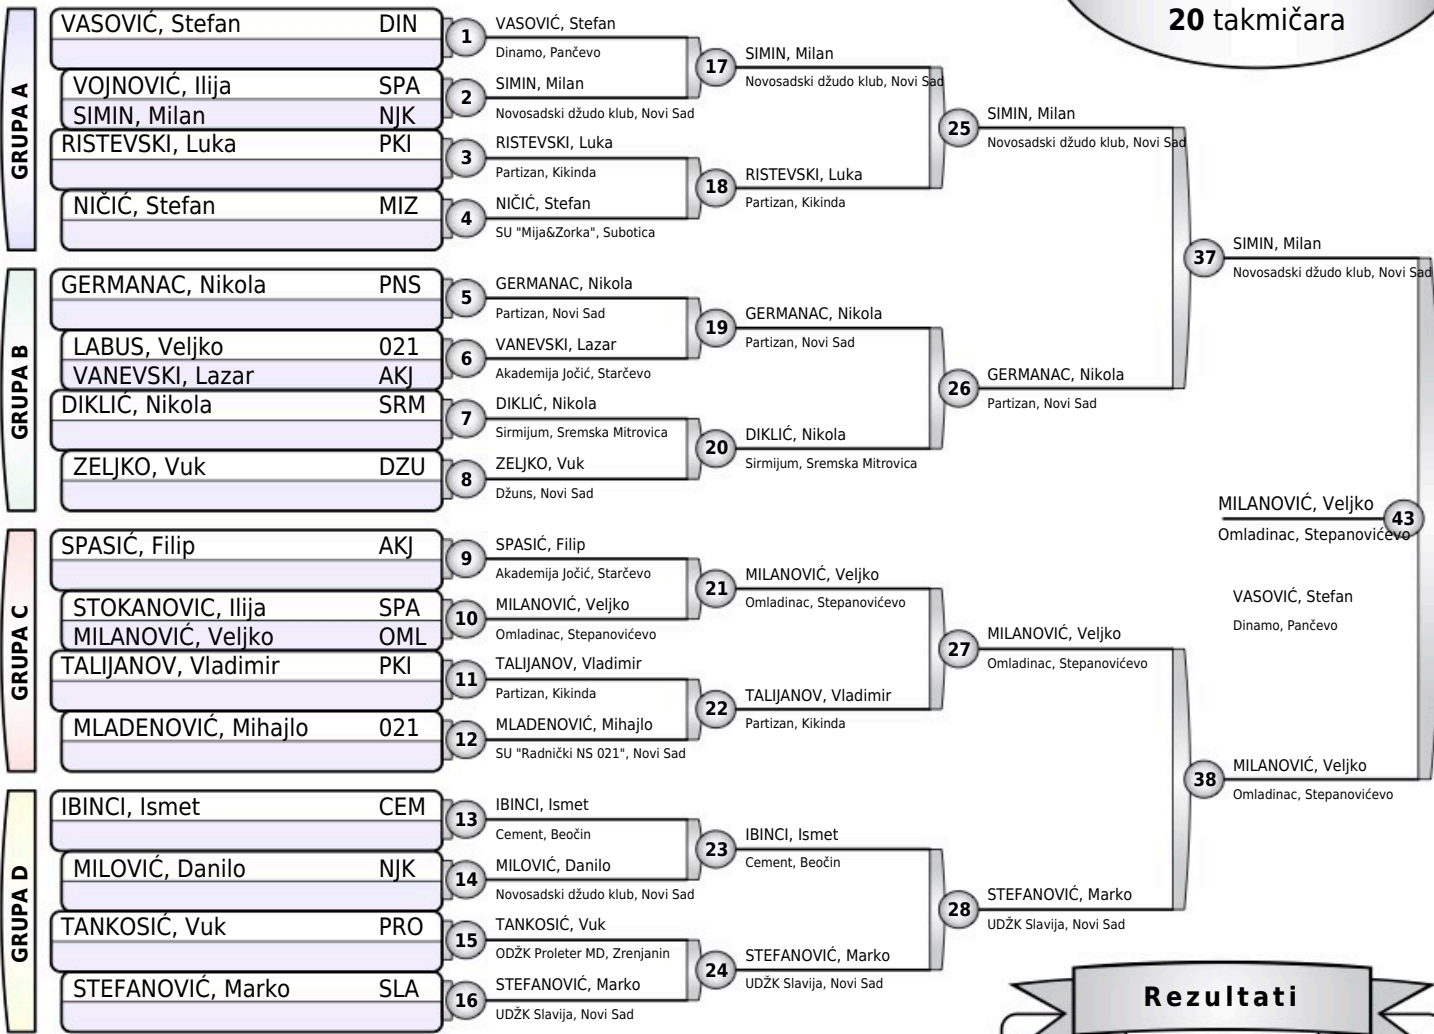 20 takmičara
GRUPA A
VASOVIĆ, Stefan DIN
VOJNOVIĆ, Ilija SPA
SIMIN, Milan NJK
RISTEVSKI, Luka PKI
NIČIĆ, Stefan MIZ
GRUPA B
GERMANAC, Nikola PNS
LABUS, Veljko 021
VANEVSKI, Lazar AKJ
DIKLIĆ, Nikola SRM
ZELJKO, Vuk DZU
GRUPA C
SPASIĆ, Filip AKJ
STOKANOVIC, Ilija SPA
MILANOVIĆ, Veljko OML
TALIJANOV, Vladimir PKI
MLADENOVIĆ, Mihajlo 021
GRUPA D
IBINCI, Ismet CEM
MILOVIĆ, Danilo NJK
TANKOSIĆ, Vuk PRO
STEFANOVIĆ, Marko SLA
1
VASOVIĆ, Stefan
Dinamo, Pančevo
2
SIMIN, Milan
Novosadski džudo klub, Novi Sad
3
RISTEVSKI, Luka
Partizan, Kikinda
4
NIČIĆ, Stefan
SU "Mija&Zorka", Subotica
5
GERMANAC, Nikola
Partizan, Novi Sad
6
VANEVSKI, Lazar
Akademija Jočić, Starčevo
7
DIKLIĆ, Nikola
Sirmijum, Sremska Mitrovica
8
ZELJKO, Vuk
Džuns, Novi Sad
9
SPASIĆ, Filip
Akademija Jočić, Starčevo
10
MILANOVIĆ, Veljko
Omladinac, Stepanovićevo
11
TALIJANOV, Vladimir
Partizan, Kikinda
12
MLADENOVIĆ, Mihajlo
SU "Radnički NS 021", Novi Sad
13
IBINCI, Ismet
Cement, Beočin
14
MILOVIĆ, Danilo
Novosadski džudo klub, Novi Sad
15
TANKOSIĆ, Vuk
ODŽK Proleter MD, Zrenjanin
16
STEFANOVIĆ, Marko
UDŽK Slavija, Novi Sad
17
SIMIN, Milan
Novosadski džudo klub, Novi Sad
18
RISTEVSKI, Luka
Partizan, Kikinda
19
GERMANAC, Nikola
Partizan, Novi Sad
20
DIKLIĆ, Nikola
Sirmijum, Sremska Mitrovica
21
MILANOVIĆ, Veljko
Omladinac, Stepanovićevo
22
TALIJANOV, Vladimir
Partizan, Kikinda
23
IBINCI, Ismet
Cement, Beočin
24
STEFANOVIĆ, Marko
UDŽK Slavija, Novi Sad
25
SIMIN, Milan
Novosadski džudo klub, Novi Sad
26
GERMANAC, Nikola
Partizan, Novi Sad
27
MILANOVIĆ, Veljko
Omladinac, Stepanovićevo
28
STEFANOVIĆ, Marko
UDŽK Slavija, Novi Sad
37
SIMIN, Milan
Novosadski džudo klub, Novi Sad
38
MILANOVIĆ, Veljko
Omladinac, Stepanovićevo
MILANOVIĆ, Veljko
43
Omladinac, Stepanovićevo
VASOVIĆ, Stefan
Dinamo, Pančevo
Rezultati